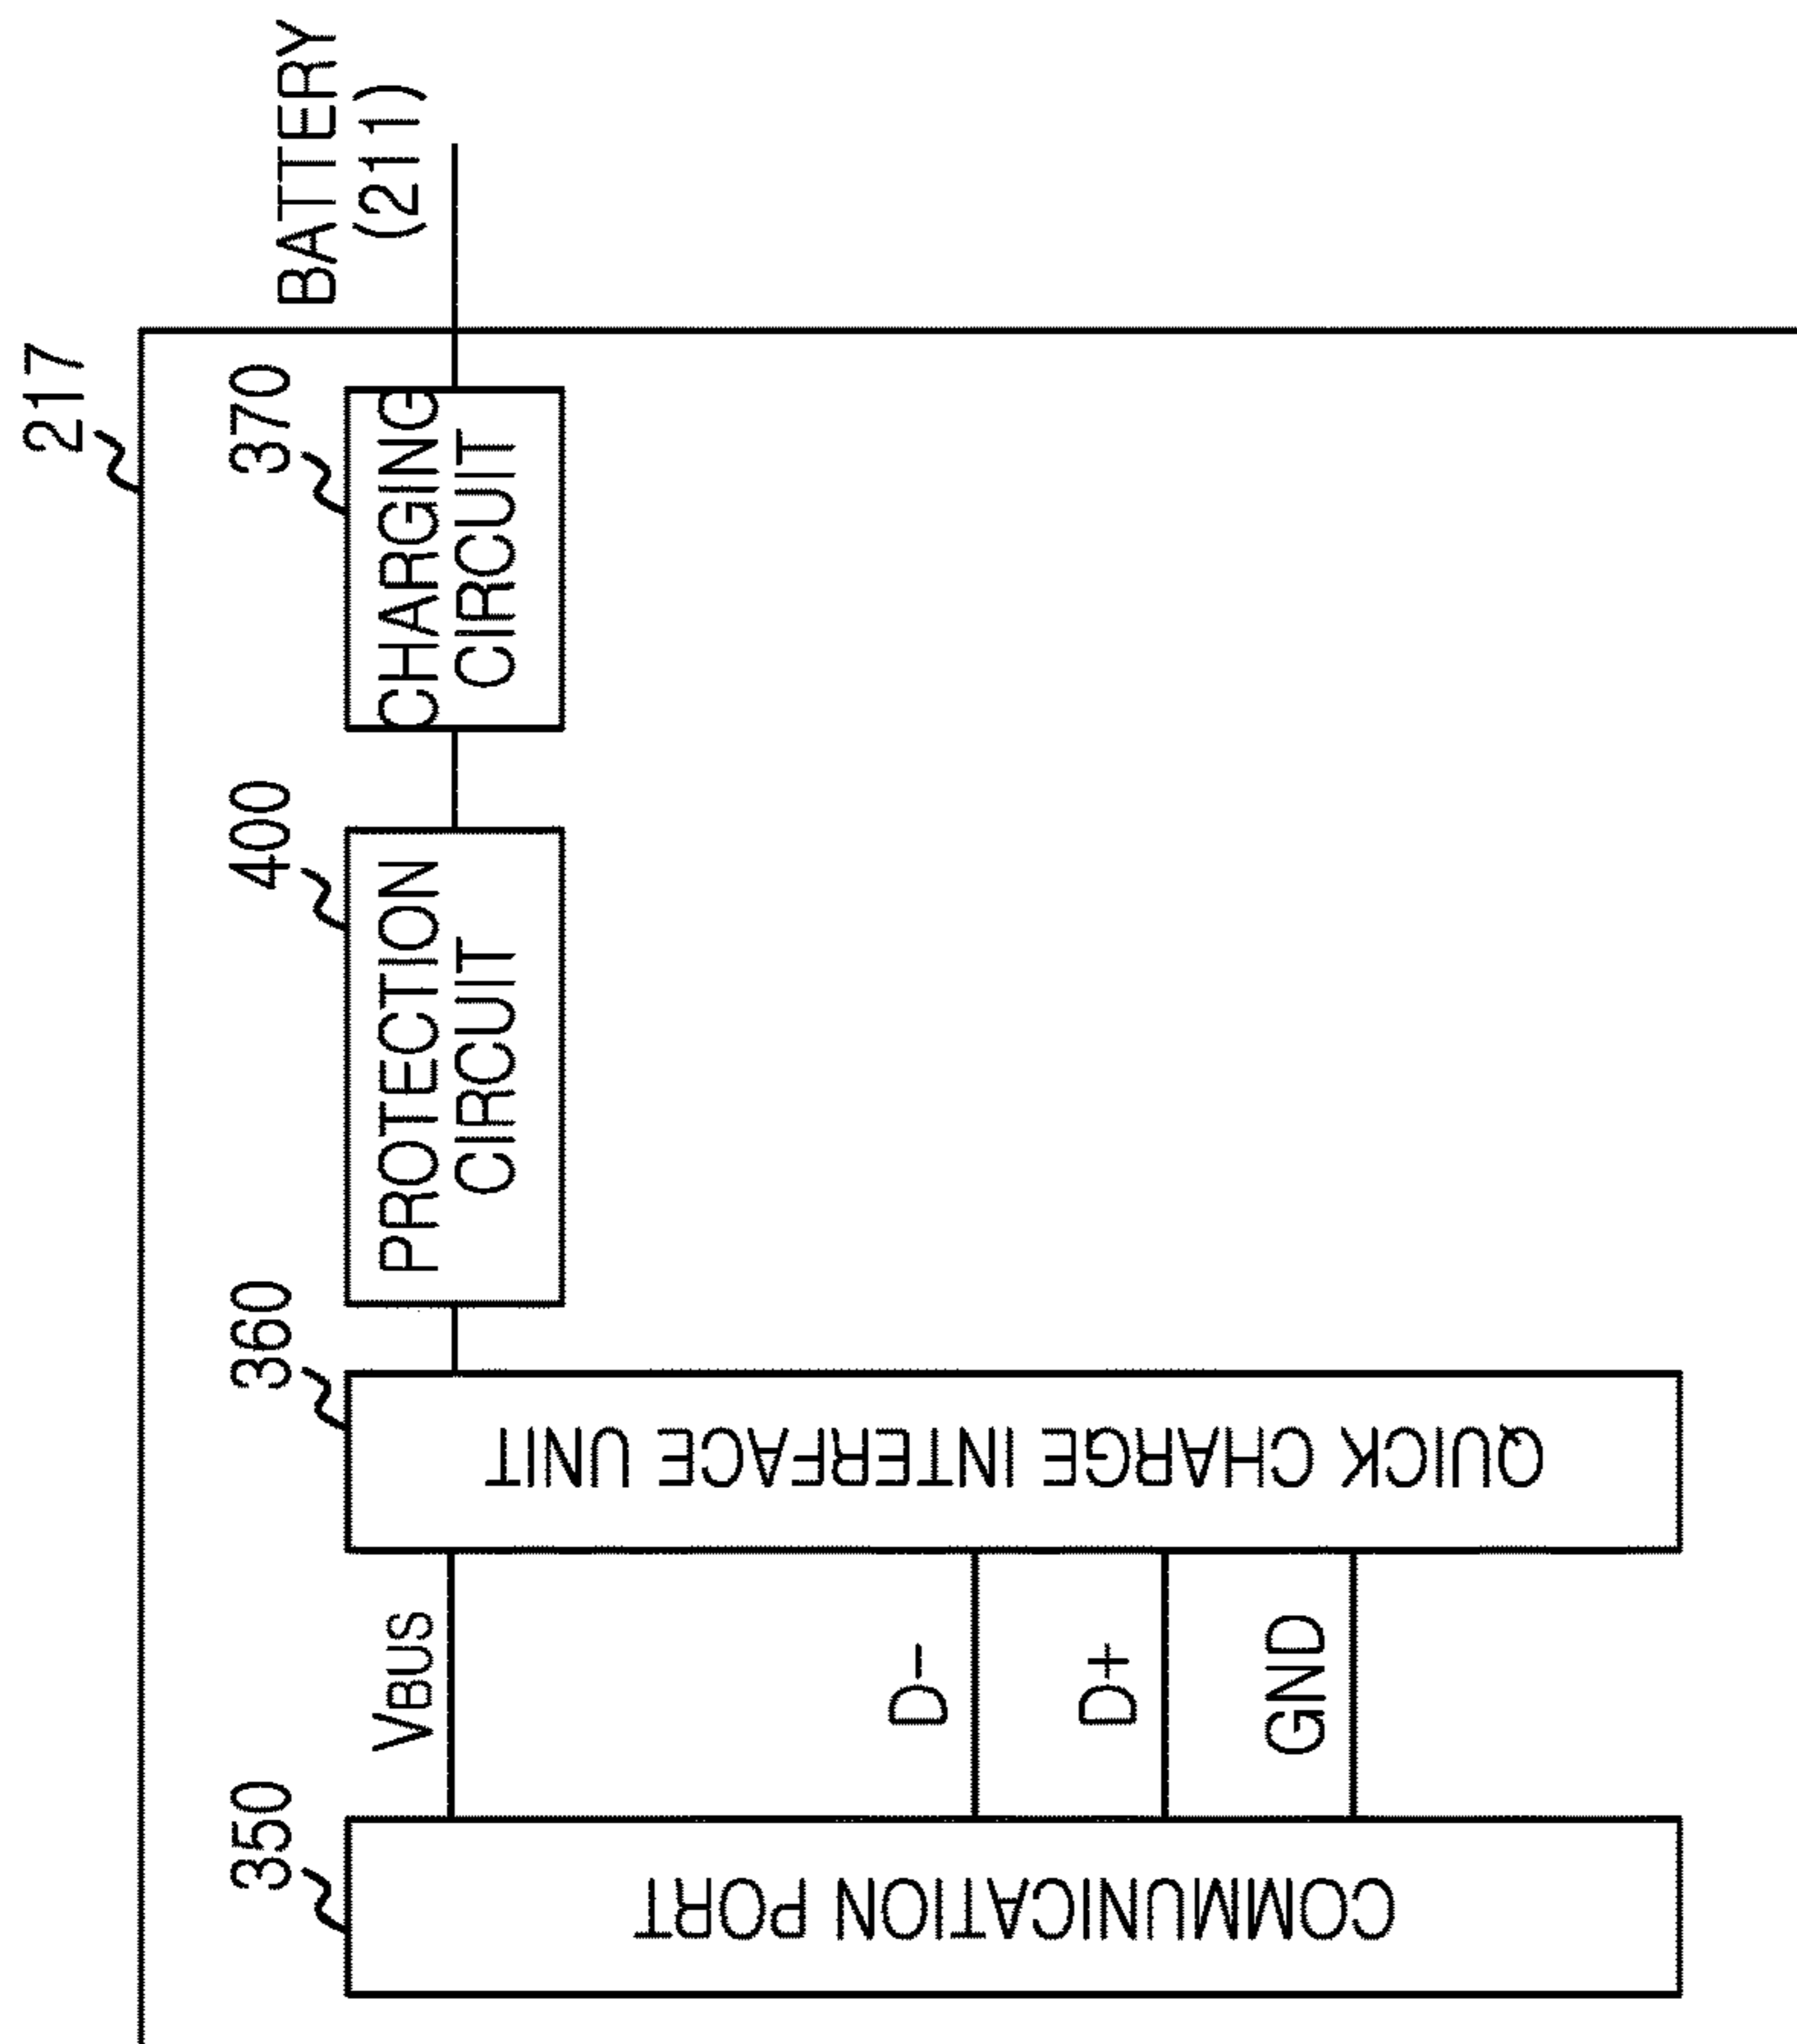 217
350
360
400
370
BATTERY
(211)
VBUS
D-
D+
GND
COMMUNICATION PORT
QUICK CHARGE INTERFACE UNIT
PROTECTION
CIRCUIT
CHARGING
CIRCUIT